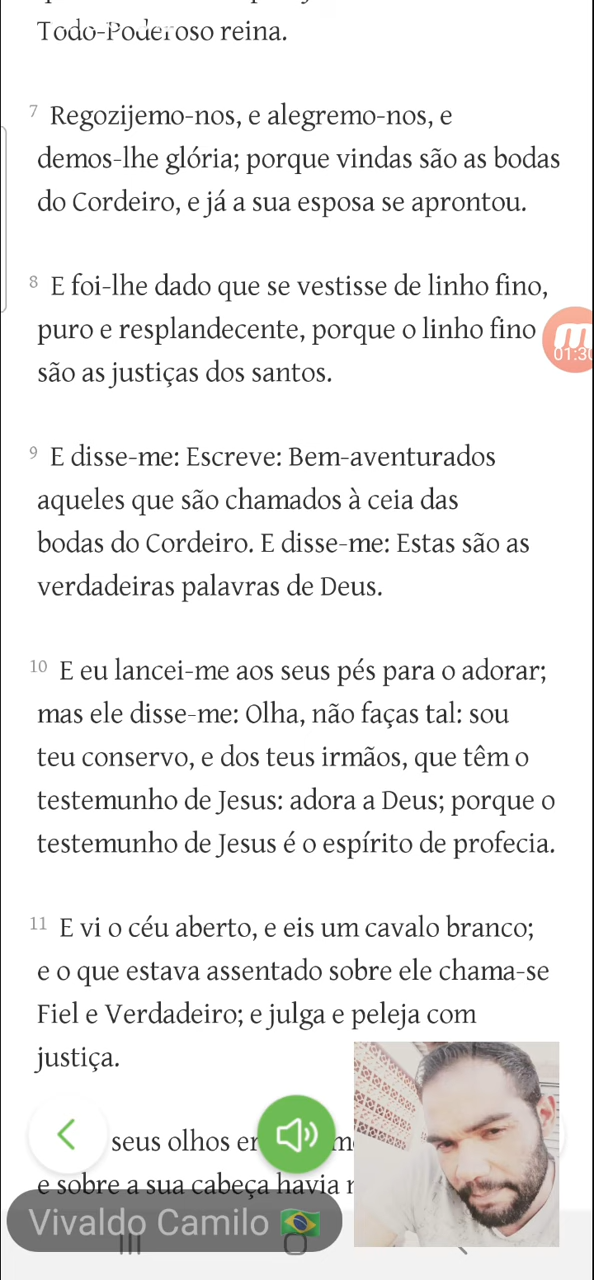 Todo-Poderoso reina.
7 Regozijemo-nos, e alegremo-nos, e
demos-lhe glória; porque vindas são as bodas
do Cordeiro, e já a sua esposa se aprontou.
8 E foi-lhe dado que se vestisse de linho fino,
puro e resplandecente, porque o linho fino
são as justiças dos santos.
01:30
9 E disse-me: Escreve: Bem-aventurados
aqueles que são chamados à ceia das
bodas do Cordeiro. E disse-me: Estas são as
verdadeiras palavras de Deus.
10 E eu lancei-me aos seus pés para o adorar;
mas ele disse-me: Olha, não faças tal: sou
teu conservo, e dos teus irmãos, que têm o
testemunho de Jesus: adora a Deus; porque o
testemunho de Jesus é o espírito de profecia.
11 E vi o céu aberto, e eis um cavalo branco;
e o que estava assentado sobre ele chama-se
Fiel e Verdadeiro; e julga e peleja com
justiça.
seus olhos
e sobre a sua cabeça havia
Vivaldo Camilo